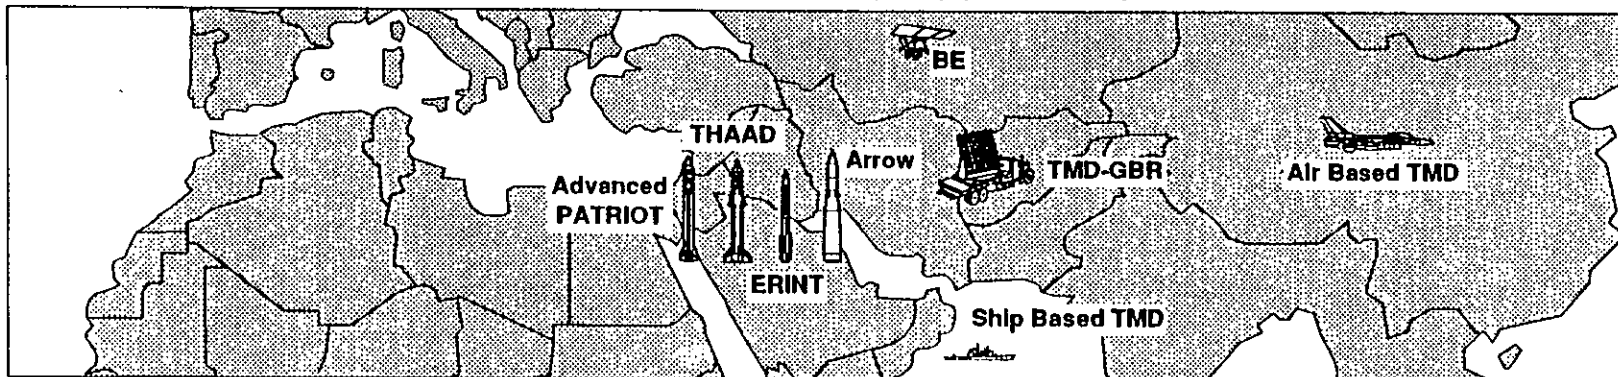 BE
THAAD
Arrow
Advanced
PATRIOT
TMD-GBR
Air Based TMD
ERINT
Ship Based TMD